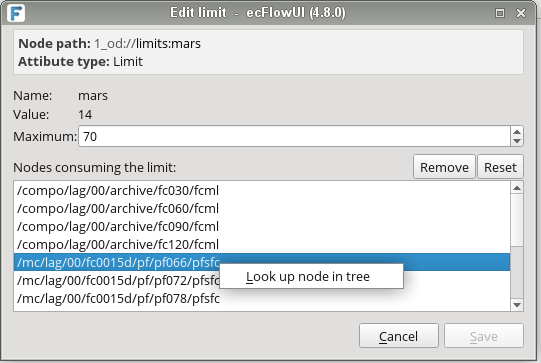 Edit limit - ecFlowUI (4.8.0)
Node path: 1_od://limits:mars
Attibute type: Limit
Name: mars
Value: 14
Maximum: 70
Nodes consuming the limit: Remove Reset
/compo/lag/00/archive/fc030/fcml
/compo/lag/00/archive/fc060/fcml
/compo/lag/00/archive/fc090/fcml
/compo/lag/00/archive/fc120/fcml
/mc/lag/00/fc0015d/pf/pf066/pfsfc
Look up node in tree
/mc/lag/00/fc0015d/pf/pf072/pfsfc
/mc/lag/00/fc0015d/pf/pf078/pfsfc
Cancel Save